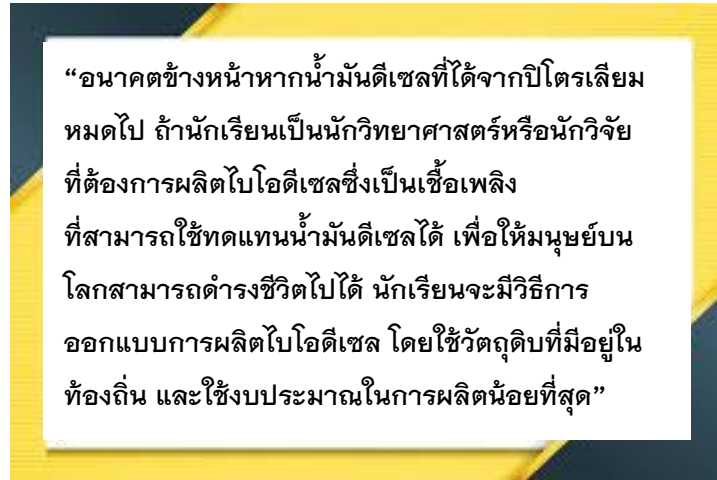 “อนาคตข้างหน้าหากน้ำมันดีเซลที่ได้จากปิโตรเลียม
หมดไป ถ้านักเรียนเป็นนักวิทยาศาสตร์หรือนักวิจัย
ที่ต้องการผลิตไบโอดีเซลซึ่งเป็นเชื้อเพลิง
ที่สามารถใช้ทดแทนน้ำมันดีเซลได้ เพื่อให้มนุษย์บน
โลกสามารถดำรงชีวิตไปได้ นักเรียนจะมีวิธีการ
ออกแบบการผลิตไบโอดีเซล โดยใช้วัตถุดิบที่มีอยู่ใน
ท้องถิ่น และใช้งบประมาณในการผลิตน้อยที่สุด”